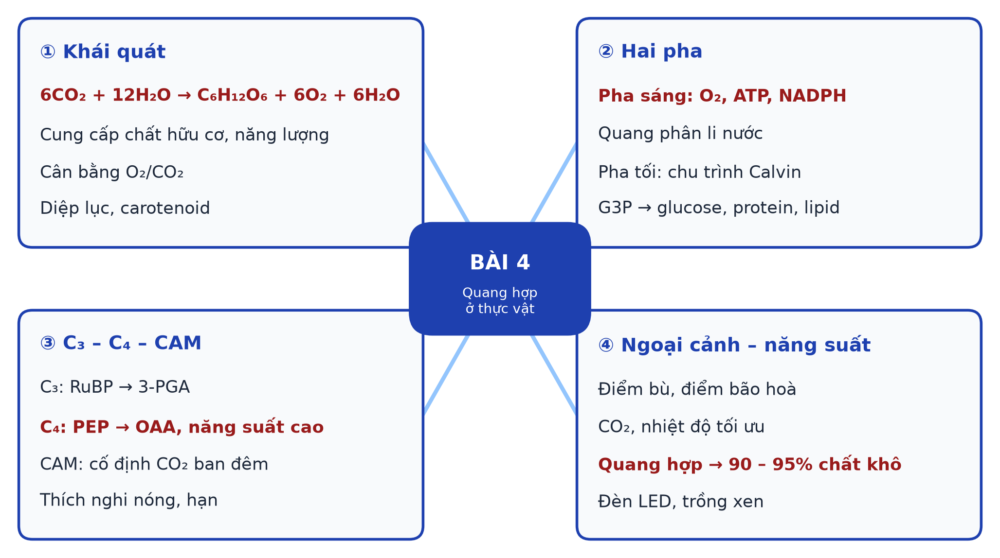 ① Khái quát
6CO₂ + 12H₂O → C₆H₁₂O₆ + 6O₂ + 6H₂O
Cung cấp chất hữu cơ, năng lượng
Cân bằng O₂/CO₂
Diệp lục, carotenoid
② Hai pha
Pha sáng: O₂, ATP, NADPH
Quang phân li nước
Pha tối: chu trình Calvin
G3P → glucose, protein, lipid
BÀI 4
Quang hợp
ở thực vật
③ C₃ – C₄ – CAM
C₃: RuBP → 3-PGA
C₄: PEP → OAA, năng suất cao
CAM: cố định CO₂ ban đêm
Thích nghi nóng, hạn
④ Ngoại cảnh – năng suất
Điểm bù, điểm bão hoà
CO₂, nhiệt độ tối ưu
Quang hợp → 90 – 95% chất khô
Đèn LED, trồng xen